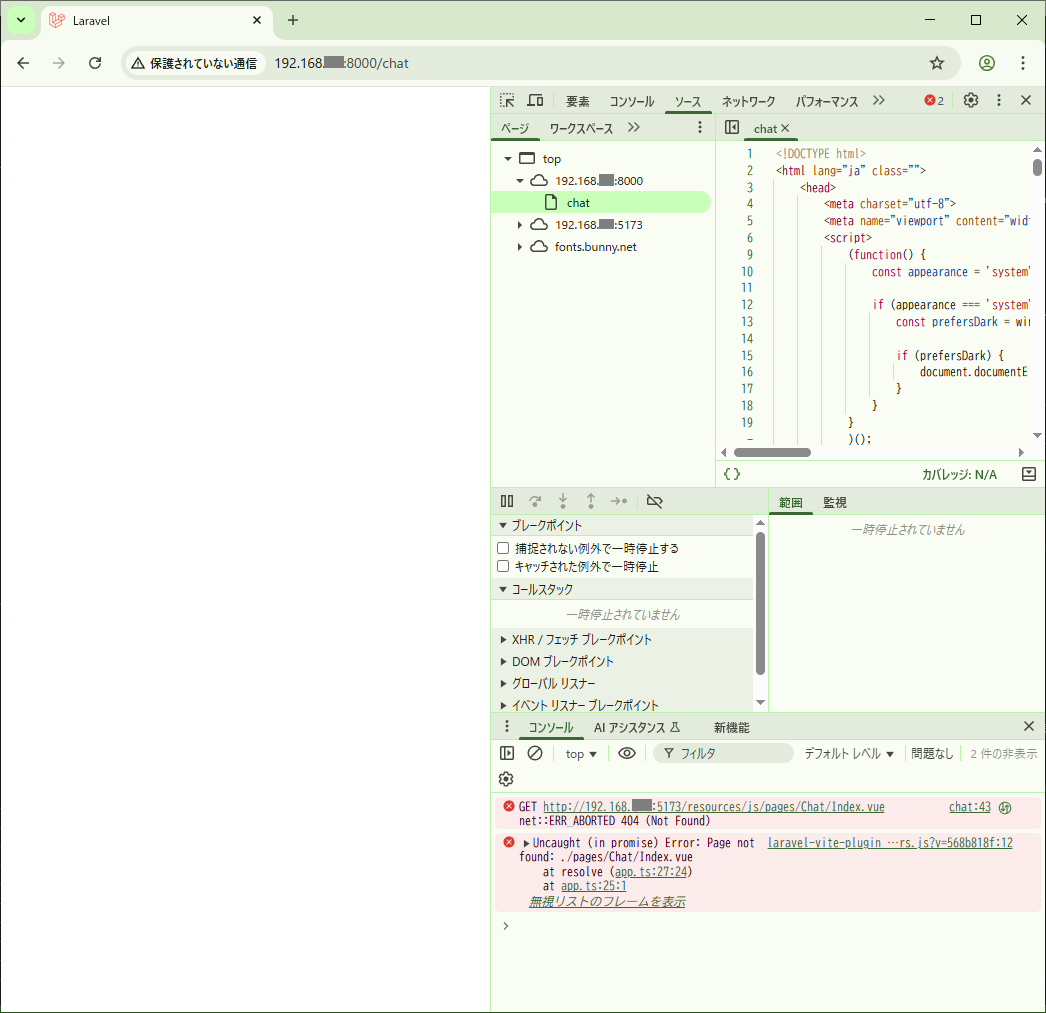 Laravel
保護されていない通信
192.168. :8000/chat
要素 コンソール ソース ネットワーク パフォーマンス 2
ページ ワークスペース
chat
top
192.168. :8000
chat
192.168. :5173
fonts.bunny.net
1 <!DOCTYPE html>
2 <html lang="ja" class="">
3 <head>
4 <meta charset="utf-8">
5 <meta name="viewport" content="widt
6 <script>
9 (function() {
10 const appearance = 'system'
11
12 if (appearance === 'system'
13 const prefersDark = win
14
15 if (prefersDark) {
16 document.documentE
17 }
18 }
19 }
- )();
{} カバレッジ: N/A
範囲 監視
ブレークポイント
一時停止されていません
捕捉されない例外で一時停止する
キャッチされた例外で一時停止
コールスタック
一時停止されていません
XHR / フェッチ ブレークポイント
DOM ブレークポイント
グローバル リスナー
イベント リスナー ブレークポイント
コンソール AI アシスタンス 新機能
top フィルタ デフォルト レベル 問題なし 2 件の非表示
GET http://192.168. :5173/resources/js/pages/Chat/Index.vue chat:43
net::ERR_ABORTED 404 (Not Found)
Uncaught (in promise) Error: Page not laravel-vite-plugin …rs.js?v=568b818f:12
found: ./pages/Chat/Index.vue
at resolve (app.ts:27:24)
at app.ts:25:1
無視リストのフレームを表示